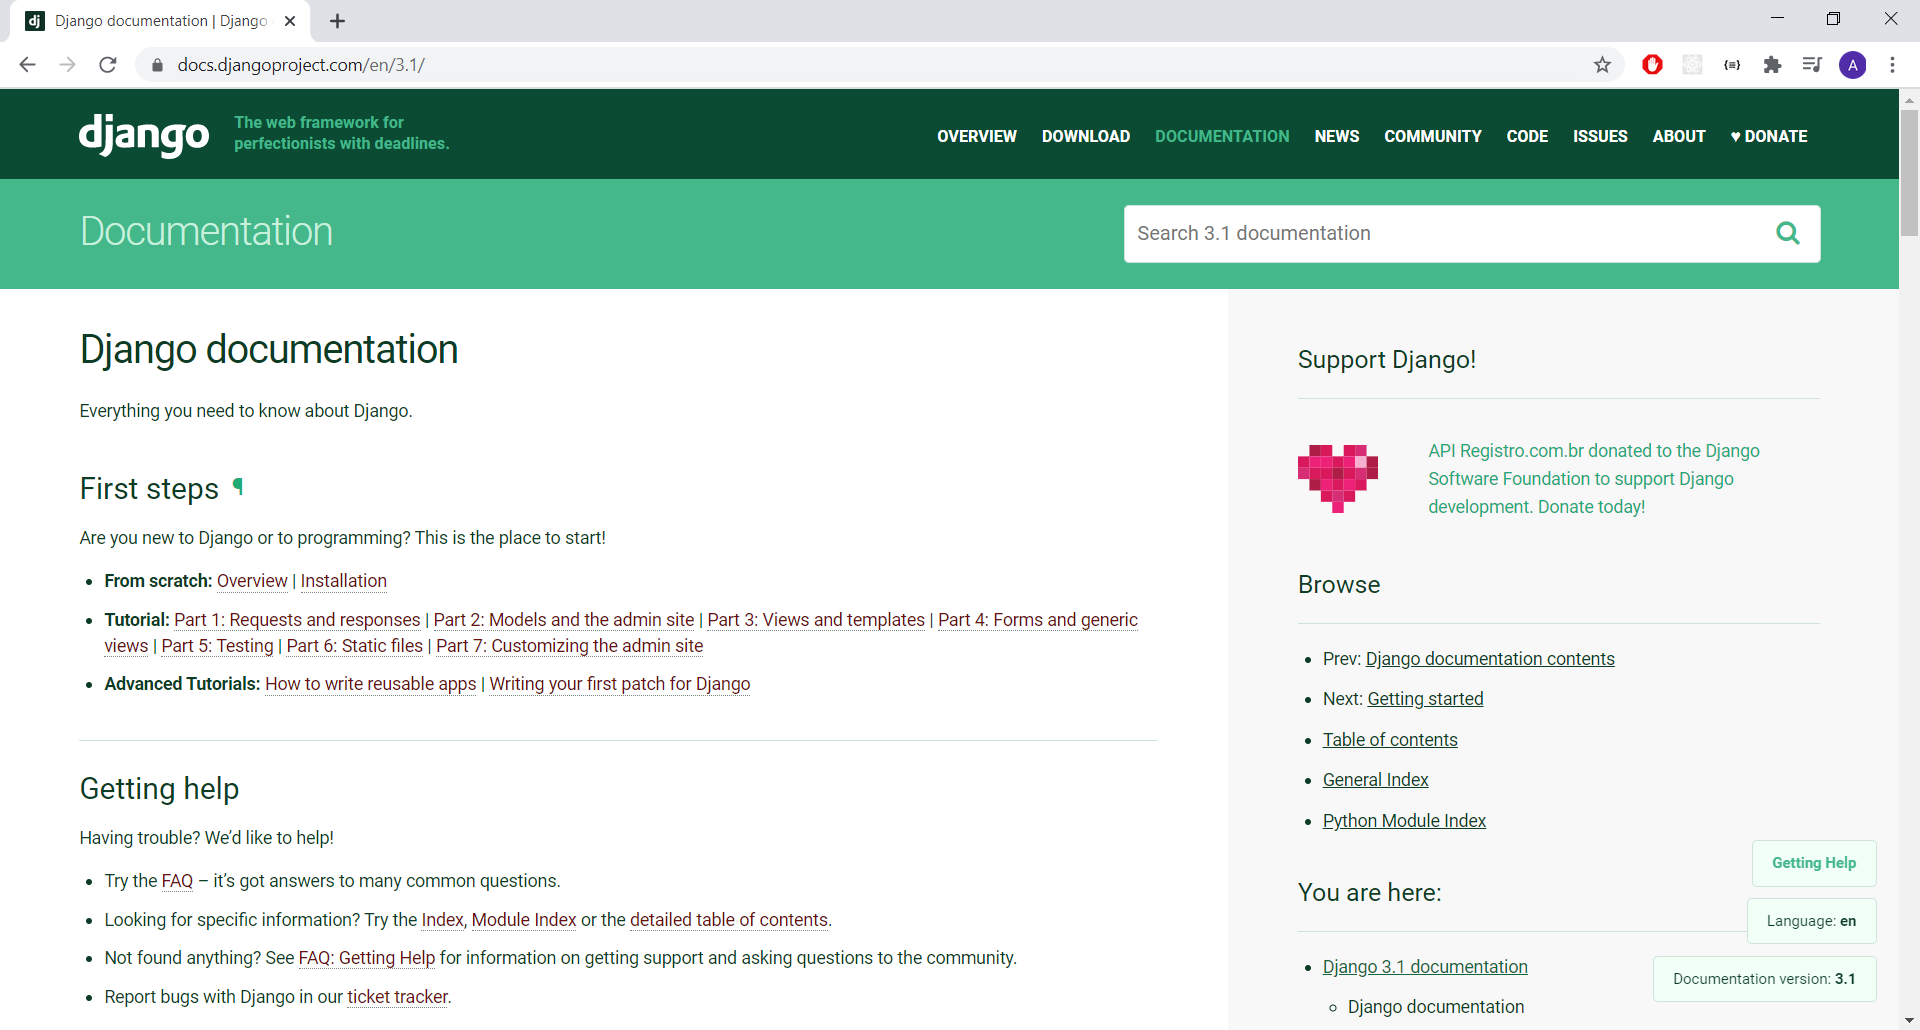 Django documentation | Django
docs.djangoproject.com/en/3.1/
A
django
The web framework for
perfectionists with deadlines.
OVERVIEW DOWNLOAD DOCUMENTATION NEWS COMMUNITY CODE ISSUES ABOUT ♥ DONATE
Documentation
Search 3.1 documentation
Django documentation
Everything you need to know about Django.
First steps ¶
Are you new to Django or to programming? This is the place to start!
• From scratch: Overview | Installation
• Tutorial: Part 1: Requests and responses | Part 2: Models and the admin site | Part 3: Views and templates | Part 4: Forms and generic
views | Part 5: Testing | Part 6: Static files | Part 7: Customizing the admin site
• Advanced Tutorials: How to write reusable apps | Writing your first patch for Django
Getting help
Having trouble? We’d like to help!
• Try the FAQ – it’s got answers to many common questions.
• Looking for specific information? Try the Index, Module Index or the detailed table of contents.
• Not found anything? See FAQ: Getting Help for information on getting support and asking questions to the community.
• Report bugs with Django in our ticket tracker.
Support Django!
API Registro.com.br donated to the Django
Software Foundation to support Django
development. Donate today!
Browse
• Prev: Django documentation contents
• Next: Getting started
• Table of contents
• General Index
• Python Module Index
You are here:
• Django 3.1 documentation
◦ Django documentation
Getting Help
Language: en
Documentation version: 3.1